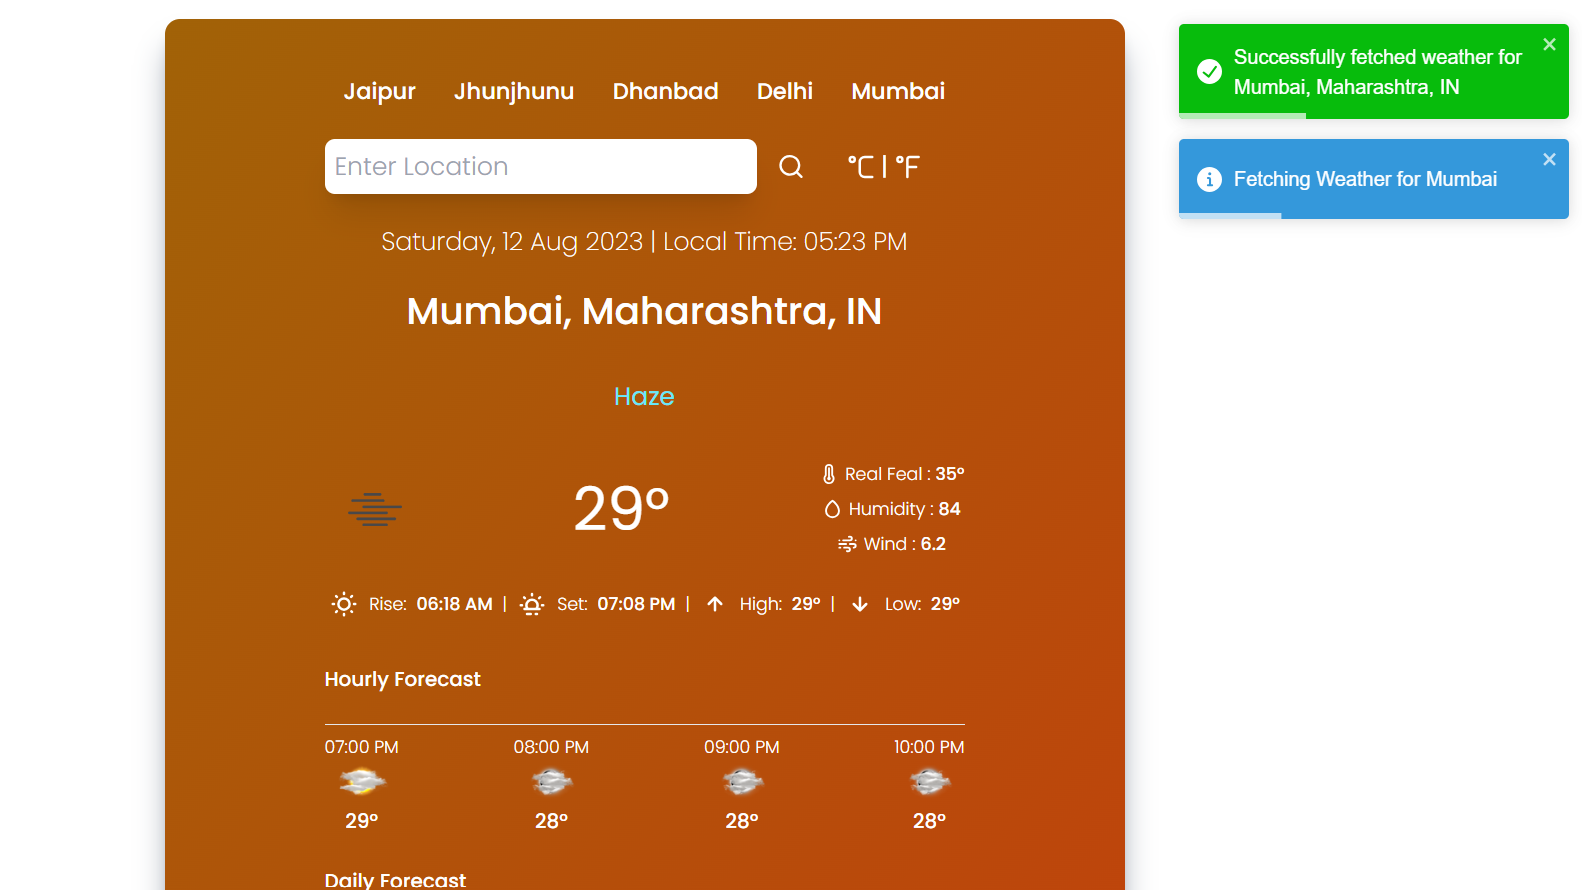 Jaipur Jhunjhunu Dhanbad Delhi Mumbai
Enter Location °C | °F
Saturday, 12 Aug 2023 | Local Time: 05:23 PM
Mumbai, Maharashtra, IN
Haze
29°
Real Feal : 35°
Humidity : 84
Wind : 6.2
Rise: 06:18 AM | Set: 07:08 PM | High: 29° | Low: 29°
Hourly Forecast
07:00 PM 08:00 PM 09:00 PM 10:00 PM
29° 28° 28° 28°
Daily Forecast
Successfully fetched weather for
Mumbai, Maharashtra, IN
Fetching Weather for Mumbai